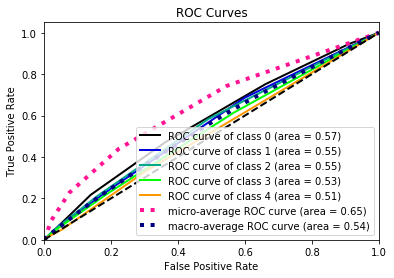 ROC Curves
True Positive Rate
1.0
0.8
0.6
0.4
0.2
0.0
ROC curve of class 0 (area = 0.57)
ROC curve of class 1 (area = 0.55)
ROC curve of class 2 (area = 0.55)
ROC curve of class 3 (area = 0.53)
ROC curve of class 4 (area = 0.51)
micro-average ROC curve (area = 0.65)
macro-average ROC curve (area = 0.54)
0.0 0.2 0.4 0.6 0.8 1.0
False Positive Rate